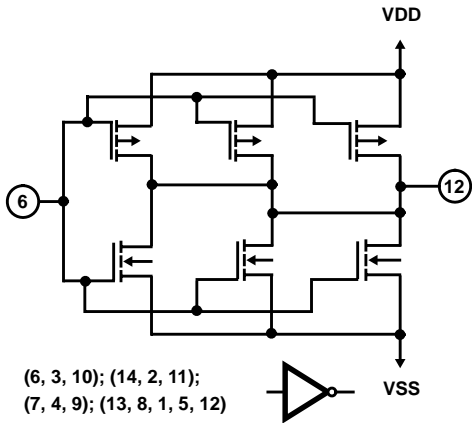 VDD
6
12
(6, 3, 10); (14, 2, 11);
(7, 4, 9); (13, 8, 1, 5, 12)
VSS